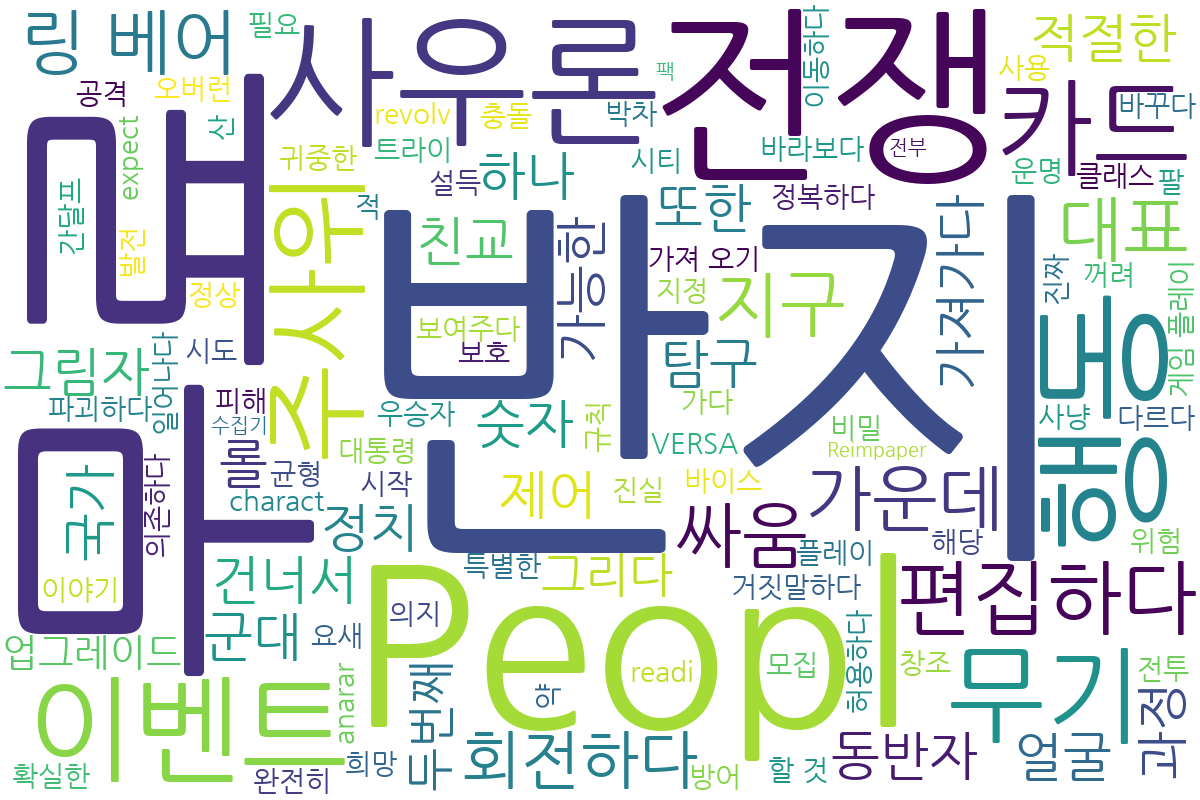 링 베어
필요
사우론
전쟁
적절한
팩
이동하다
사용
공격
오버런
산
revolv
충돌
박차
카드
바꾸다
expect
귀중한
트라이
설득
하나
시티
바라보다
전부
운명
클래스
팔
간달프
마법
주사위
적
친교
또한
정복하다
대표
발전
정상
반지
가능한
가져 오기
지정
지구
가져가다
진짜
꺼려
게임 플레이
보여주다
보호
탐구
행동
그림자
일어나다
시도
파괴하다
피해
수집기
우승자
숫자
규칙
가다
비밀
사냥
다르다
국가
의존하다
롤
균형
대통령
시작
VERSA
Reimpaper
charact
정치
제어
진실
바이스
가운데
싸움
플레이
해당
위험
이야기
건너서
Peopl
특별한
그리다
거짓말하다
편집하다
업그레이드
군대
요새
의지
readi
모집
허용하다
창조
무기
전투
이벤트
anarar
두번째
약
회전하다
동반자
얼굴
과정
확실한
완전히
희망
방어
할 것